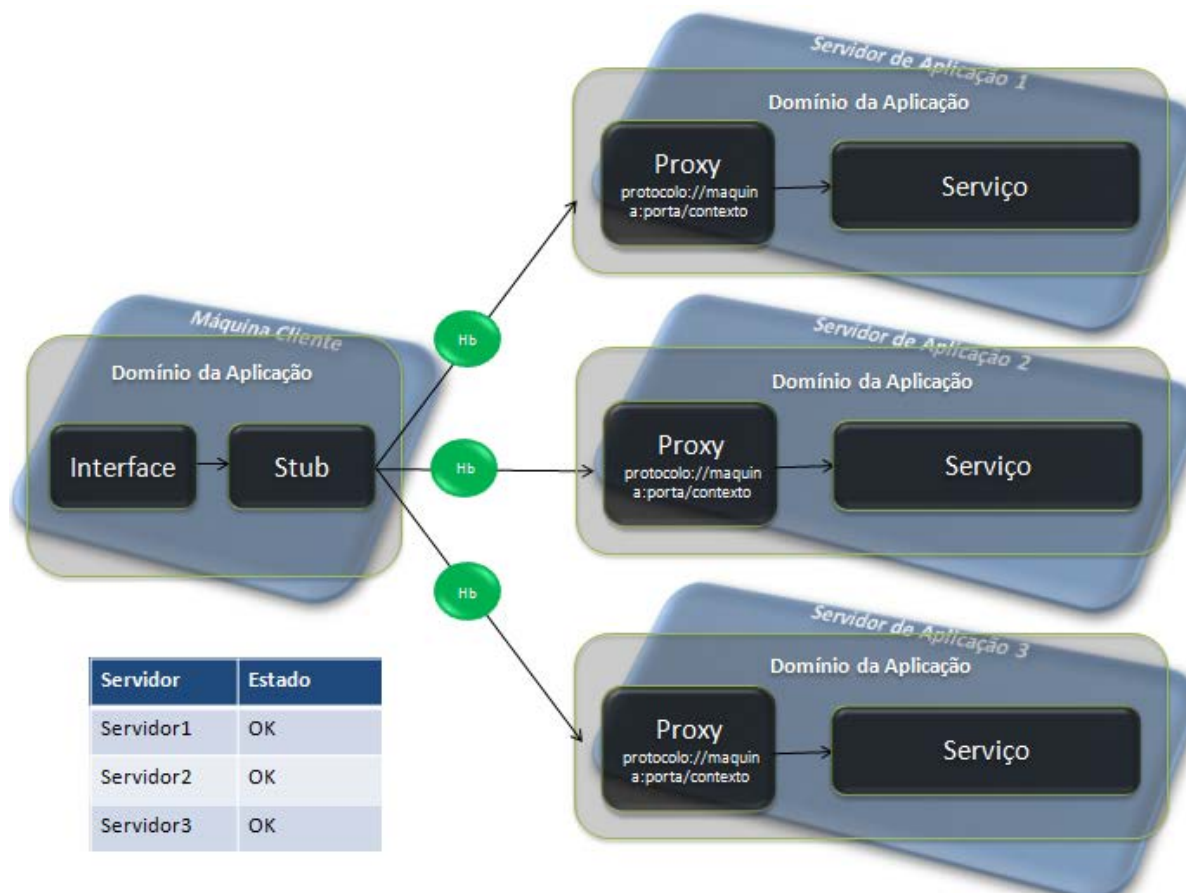 Servidor de Aplicação 1
Domínio da Aplicação
Proxy
protocolo://maquin
a:porta/contexto
Serviço
Máquina Cliente
Domínio da Aplicação
Interface
Stub
Hb
Hb
Hb
Servidor de Aplicação 2
Domínio da Aplicação
Proxy
protocolo://maquin
a:porta/contexto
Serviço
Servidor de Aplicação 3
Domínio da Aplicação
Proxy
protocolo://maquin
a:porta/contexto
Serviço
Servidor Estado
Servidor1 OK
Servidor2 OK
Servidor3 OK